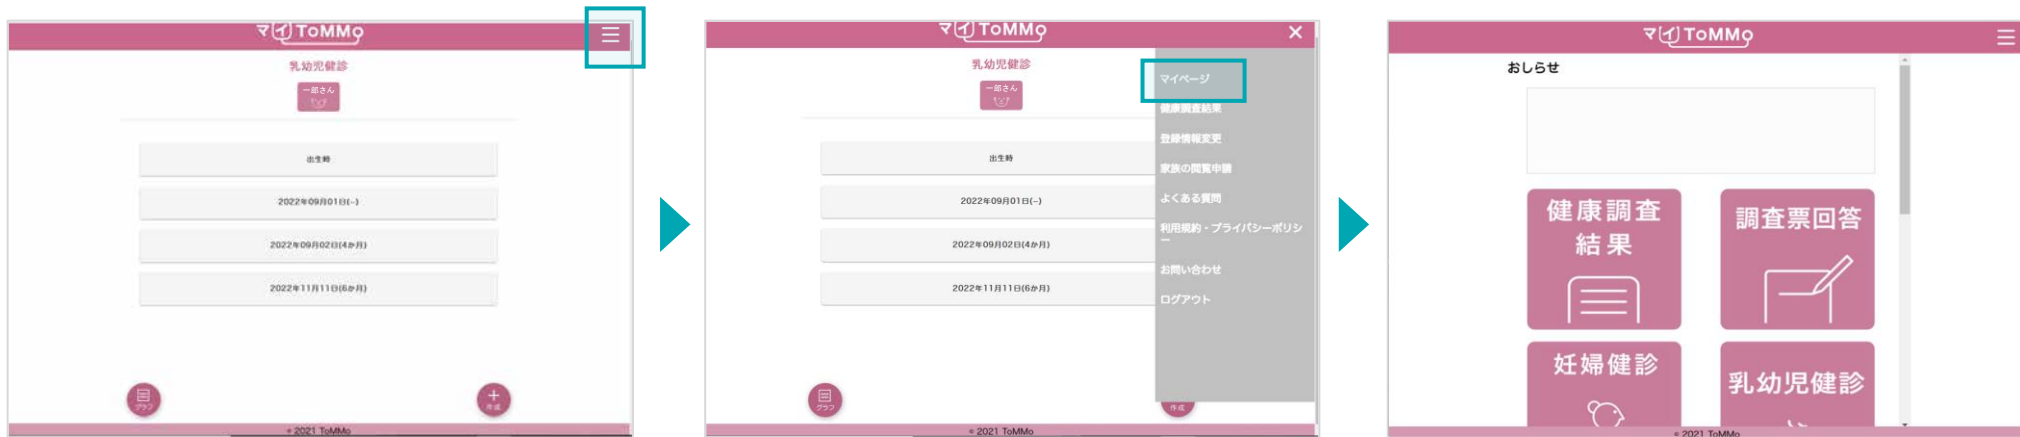 マイToMMo
乳幼児健診
一郎さん
出生時
2022年09月01日(-)
2022年09月02日(4か月)
2022年11月11日(6か月)
グラフ
作成
© 2021 ToMMo
マイToMMo
乳幼児健診
一郎さん
出生時
2022年09月01日(-)
2022年09月02日(4か月)
2022年11月11日(6か月)
グラフ
作成
マイページ
健康調査結果
登録情報変更
家族の閲覧申請
よくある質問
利用規約・プライバシーポリシ
ー
お問い合わせ
ログアウト
© 2021 ToMMo
マイToMMo
おしらせ
健康調査
結果
調査票回答
妊婦健診
乳幼児健診
© 2021 ToMMo